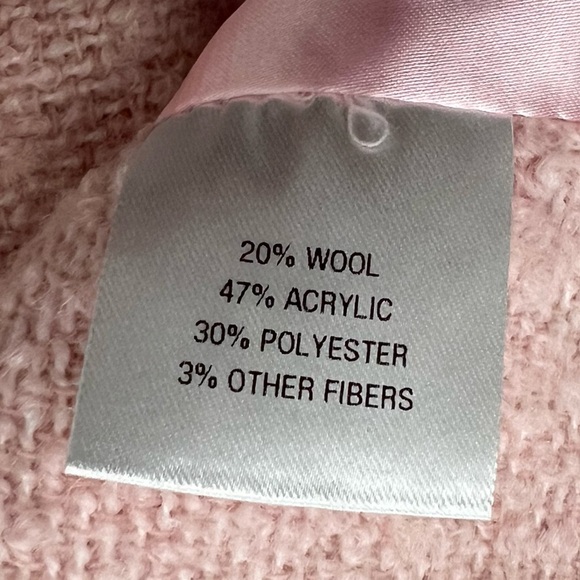 20% WOOL
47% ACRYLIC
30% POLYESTER
3% OTHER FIBERS